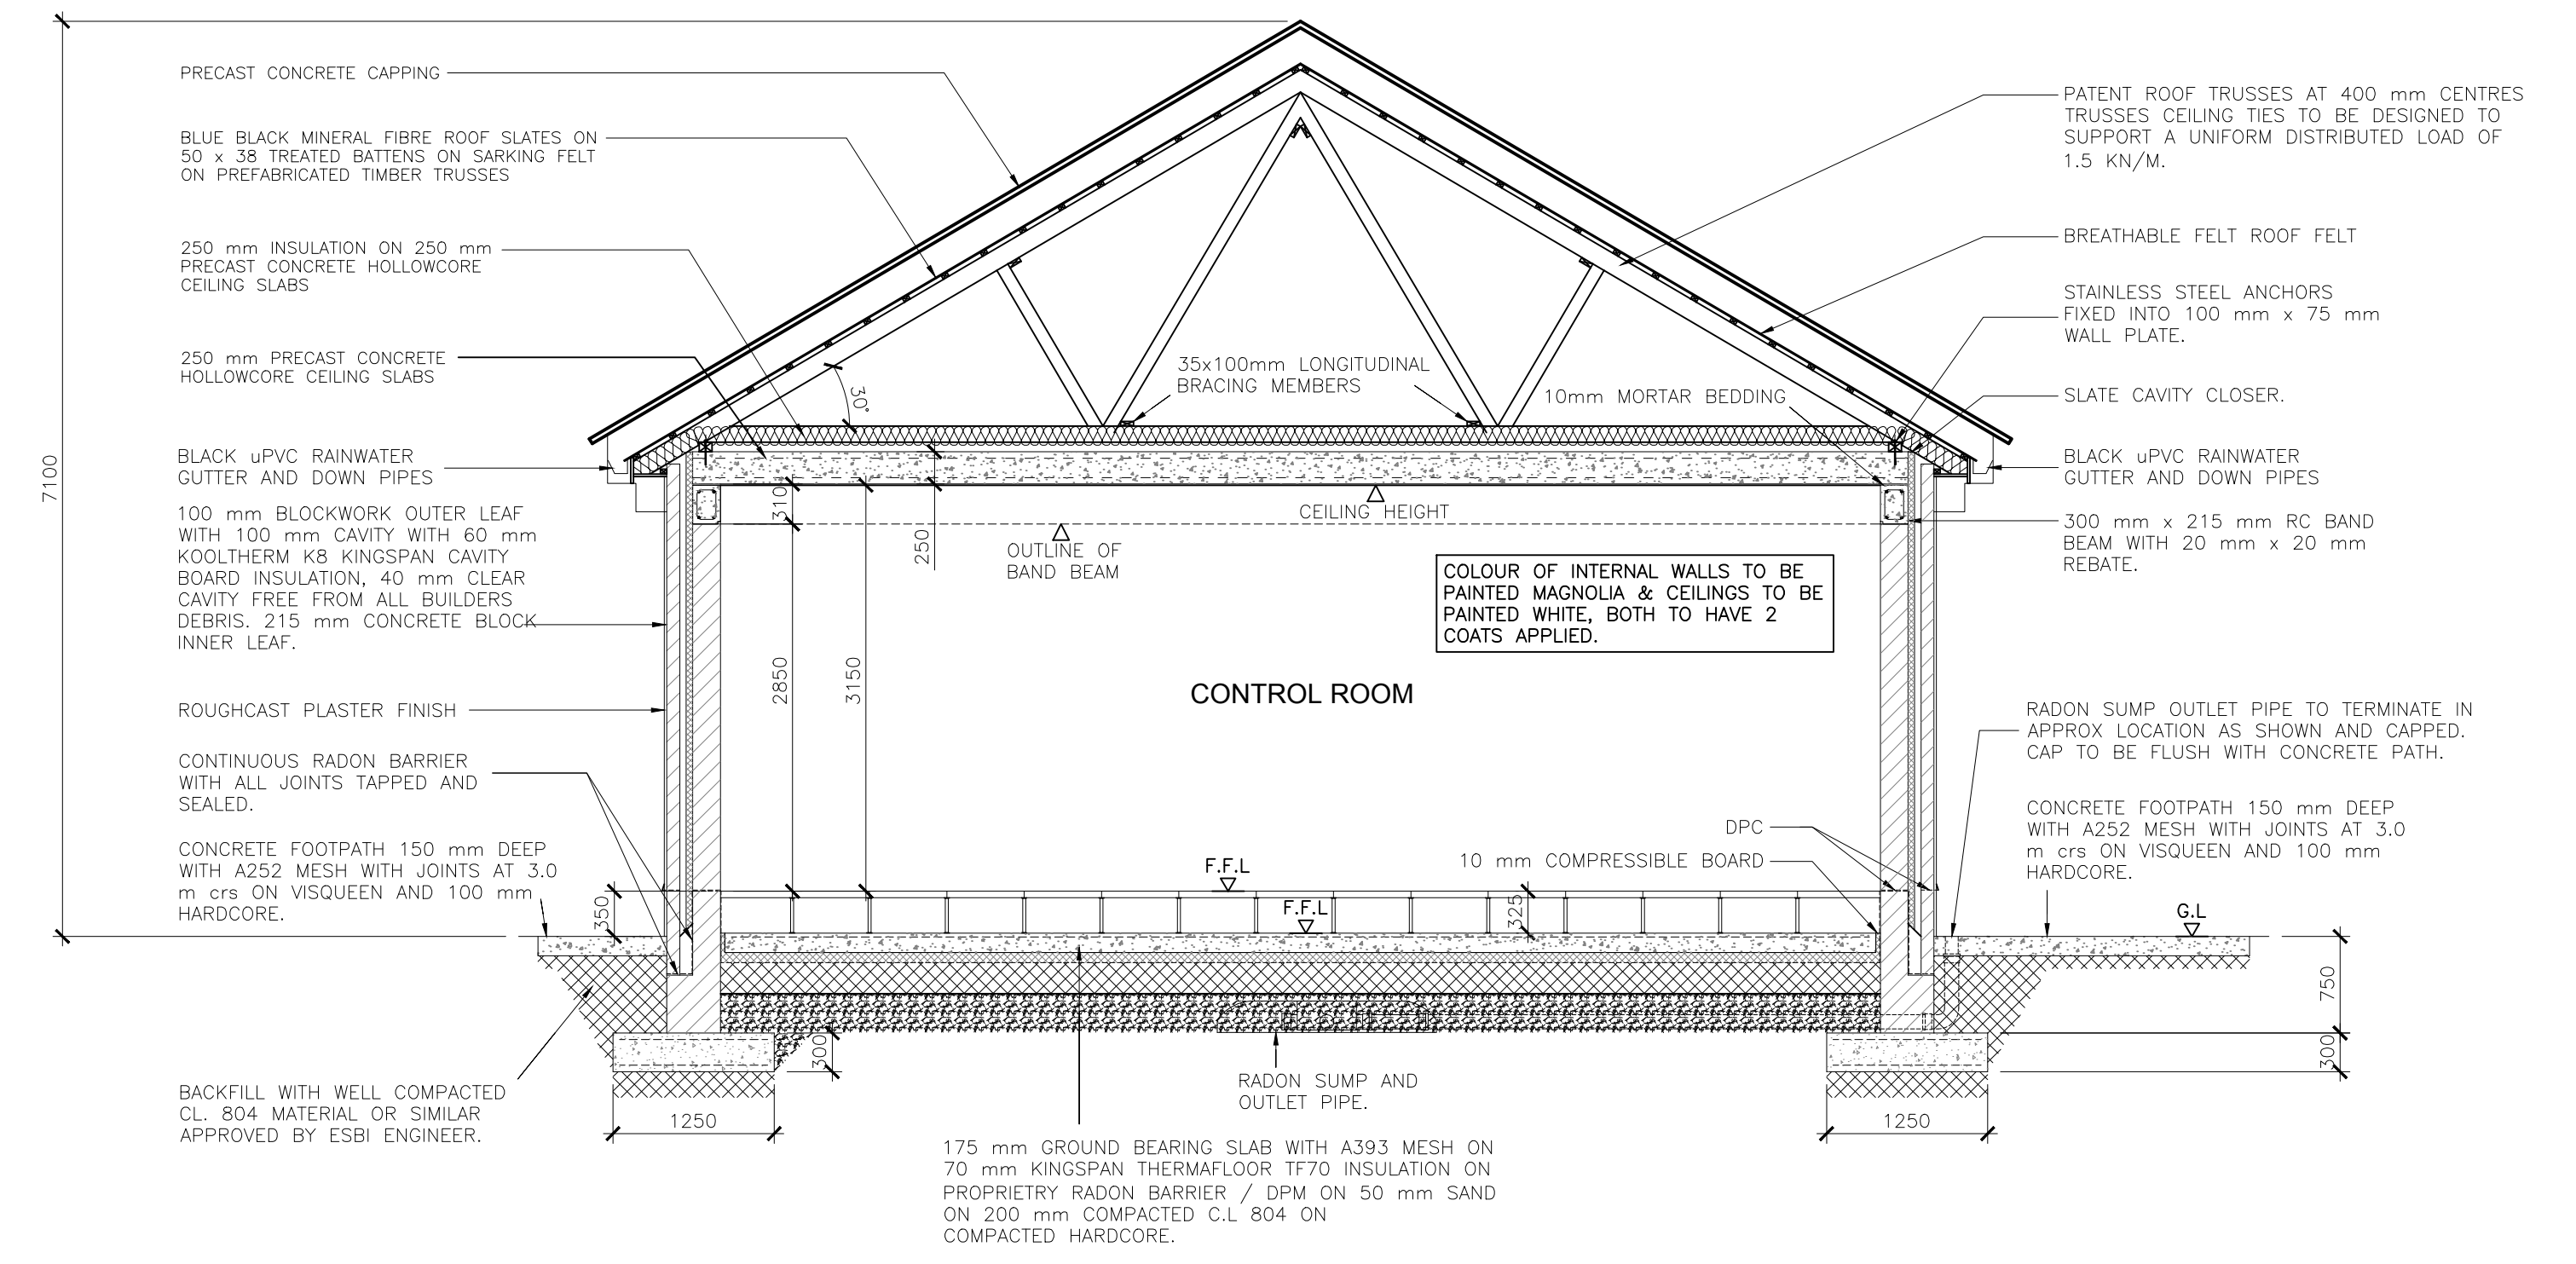 PRECAST CONCRETE CAPPING
BLUE BLACK MINERAL FIBRE ROOF SLATES ON
50 x 38 TREATED BATTENS ON SARKING FELT
ON PREFABRICATED TIMBER TRUSSES
250 mm INSULATION ON 250 mm
PRECAST CONCRETE HOLLOWCORE
CEILING SLABS
250 mm PRECAST CONCRETE
HOLLOWCORE CEILING SLABS
BLACK uPVC RAINWATER
GUTTER AND DOWN PIPES
100 mm BLOCKWORK OUTER LEAF
WITH 100 mm CAVITY WITH 60 mm
KOOLTHERM K8 KINGSPAN CAVITY
BOARD INSULATION, 40 mm CLEAR
CAVITY FREE FROM ALL BUILDERS
DEBRIS. 215 mm CONCRETE BLOCK
INNER LEAF.
ROUGHCAST PLASTER FINISH
CONTINUOUS RADON BARRIER
WITH ALL JOINTS TAPPED AND
SEALED.
CONCRETE FOOTPATH 150 mm DEEP
WITH A252 MESH WITH JOINTS AT 3.0
m crs ON VISQUEEN AND 100 mm
HARDCORE.
BACKFILL WITH WELL COMPACTED
CL. 804 MATERIAL OR SIMILAR
APPROVED BY ESBI ENGINEER.
7100
30°
35x100mm LONGITUDINAL
BRACING MEMBERS
10mm MORTAR BEDDING
310
250
CEILING HEIGHT
OUTLINE OF
BAND BEAM
COLOUR OF INTERNAL WALLS TO BE
PAINTED MAGNOLIA & CEILINGS TO BE
PAINTED WHITE, BOTH TO HAVE 2
COATS APPLIED.
2850
3150
CONTROL ROOM
DPC
10 mm COMPRESSIBLE BOARD
F.F.L
F.F.L
350
325
300
1250
RADON SUMP AND
OUTLET PIPE.
175 mm GROUND BEARING SLAB WITH A393 MESH ON
70 mm KINGSPAN THERMAFLOOR TF70 INSULATION ON
PROPRIETRY RADON BARRIER / DPM ON 50 mm SAND
ON 200 mm COMPACTED C.L 804 ON
COMPACTED HARDCORE.
PATENT ROOF TRUSSES AT 400 mm CENTRES
TRUSSES CEILING TIES TO BE DESIGNED TO
SUPPORT A UNIFORM DISTRIBUTED LOAD OF
1.5 KN/M.
BREATHABLE FELT ROOF FELT
STAINLESS STEEL ANCHORS
FIXED INTO 100 mm x 75 mm
WALL PLATE.
SLATE CAVITY CLOSER.
BLACK uPVC RAINWATER
GUTTER AND DOWN PIPES
300 mm x 215 mm RC BAND
BEAM WITH 20 mm x 20 mm
REBATE.
RADON SUMP OUTLET PIPE TO TERMINATE IN
APPROX LOCATION AS SHOWN AND CAPPED.
CAP TO BE FLUSH WITH CONCRETE PATH.
CONCRETE FOOTPATH 150 mm DEEP
WITH A252 MESH WITH JOINTS AT 3.0
m crs ON VISQUEEN AND 100 mm
HARDCORE.
G.L
750
300
1250